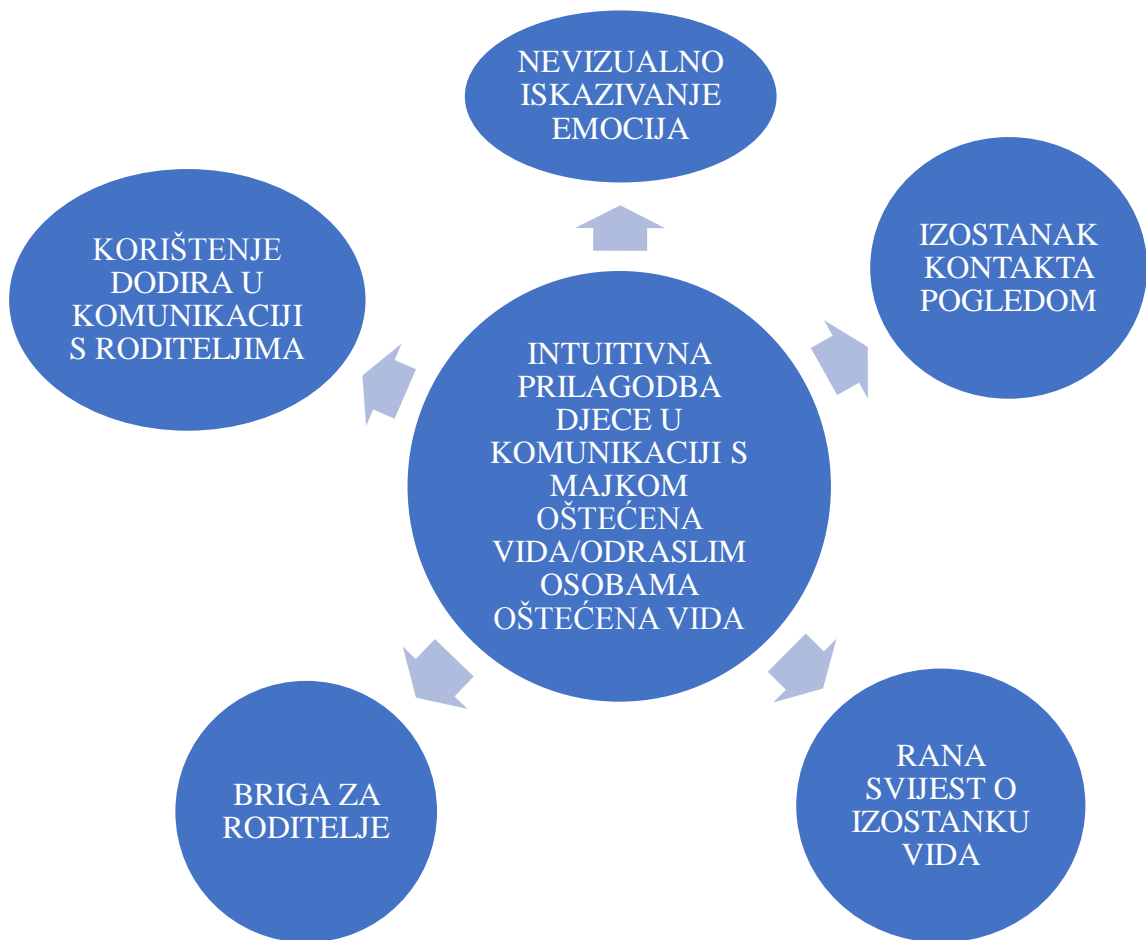 NEVIZUALNO
ISKAZIVANJE
EMOCIJA
IZOSTANAK
KONTAKTA
POGLEDOM
KORIŠTENJE
DODIRA U
KOMUNIKACIJI
S RODITELJIMA
INTUITIVNA
PRILAGODBA
DJECE U
KOMUNIKACIJI S
MAJKOM
OŠTEĆENA
VIDA/ODRASLIM
OSOBAMA
OŠTEĆENA VIDA
RANA
SVIJEST O
IZOSTANKU
VIDA
BRIGA ZA
RODITELJE